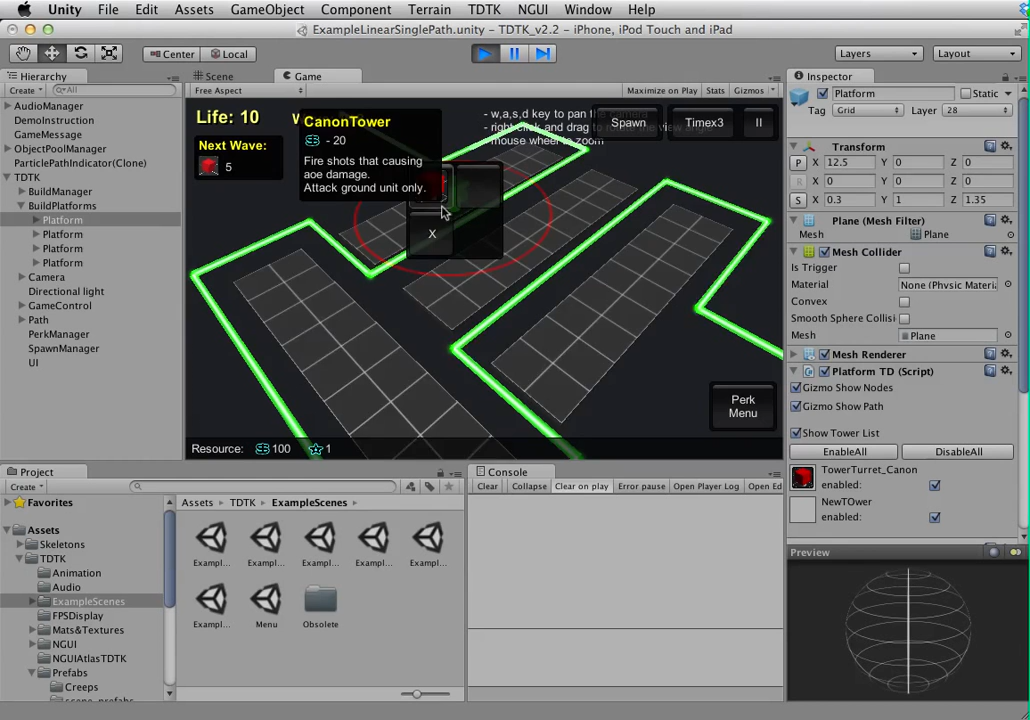 Unity File Edit Assets GameObject Component Terrain TDTK NGUI Window Help
ExampleLinearSinglePath.unity - TDTK_v2.2 - iPhone, iPod Touch and iPad
Center Local Layers Layout
Hierarchy
Create All
AudioManager
DemoInstruction
GameMessage
ObjectPoolManager
ParticlePathIndicator(Clone)
TDTK
BuildManager
BuildPlatforms
Platform
Platform
Platform
Platform
Camera
Directional light
GameControl
Path
PerkManager
SpawnManager
UI
Scene Game
Free Aspect Maximize on Play Stats Gizmos
Life: 10 W
Next Wave:
5
CanonTower
- 20
Fire shots that causing
aoe damage.
Attack ground unit only.
X
- w,a,s,d key to pan the
- right click and drag to
- mouse wheel to zoom
Spawn Timex3 II
Perk
Menu
Resource: 100 1
Inspector
Platform Static
Tag Grid Layer 28
Transform
P X 12.5 Y 0 Z 0
R X 0 Y 0 Z 0
S X 0.3 Y 1 Z 1.35
Plane (Mesh Filter)
Mesh Plane
Mesh Collider
Is Trigger
Material None (Physic Materi
Convex
Smooth Sphere Collisi
Mesh Plane
Mesh Renderer
Platform TD (Script)
Gizmo Show Nodes
Gizmo Show Path
Show Tower List
EnableAll DisableAll
TowerTurret_Canon
enabled:
NewTOwer
enabled:
Preview
Project
Create
Favorites
Assets
Skeletons
TDTK
Animation
Audio
ExampleScenes
FPSDisplay
Mats&Textures
NGUI
NGUIAtlasTDTK
Prefabs
Creeps
scene_prefabs
Assets TDTK ExampleScenes
Exampl... Exampl... Exampl... Exampl... Exampl...
Exampl... Menu Obsolete
Console
Clear Collapse Clear on play Error pause Open Player Log Open Ed